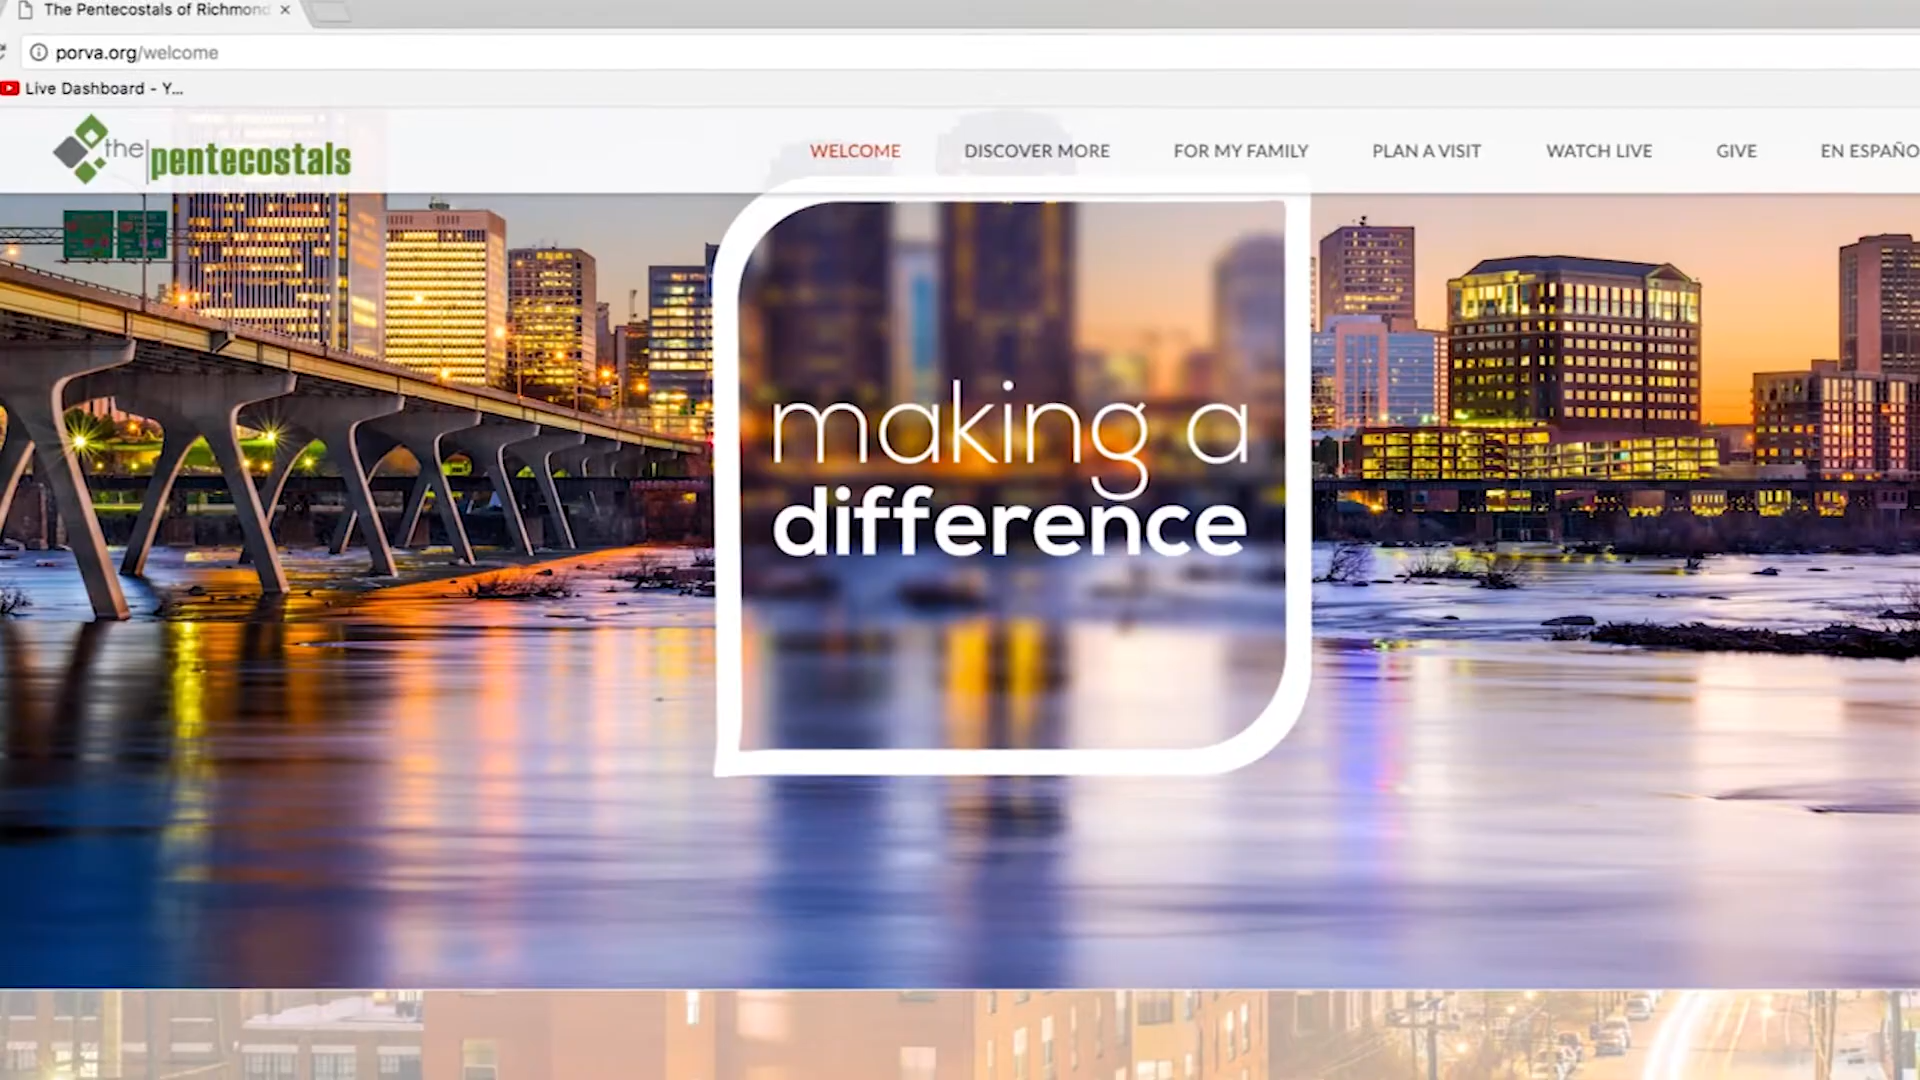 The Pentecostals of Richmond
porva.org/welcome
Live Dashboard - Y...
the pentecostals
WELCOME
DISCOVER MORE
FOR MY FAMILY
PLAN A VISIT
WATCH LIVE
GIVE
EN ESPAÑO
making a
difference